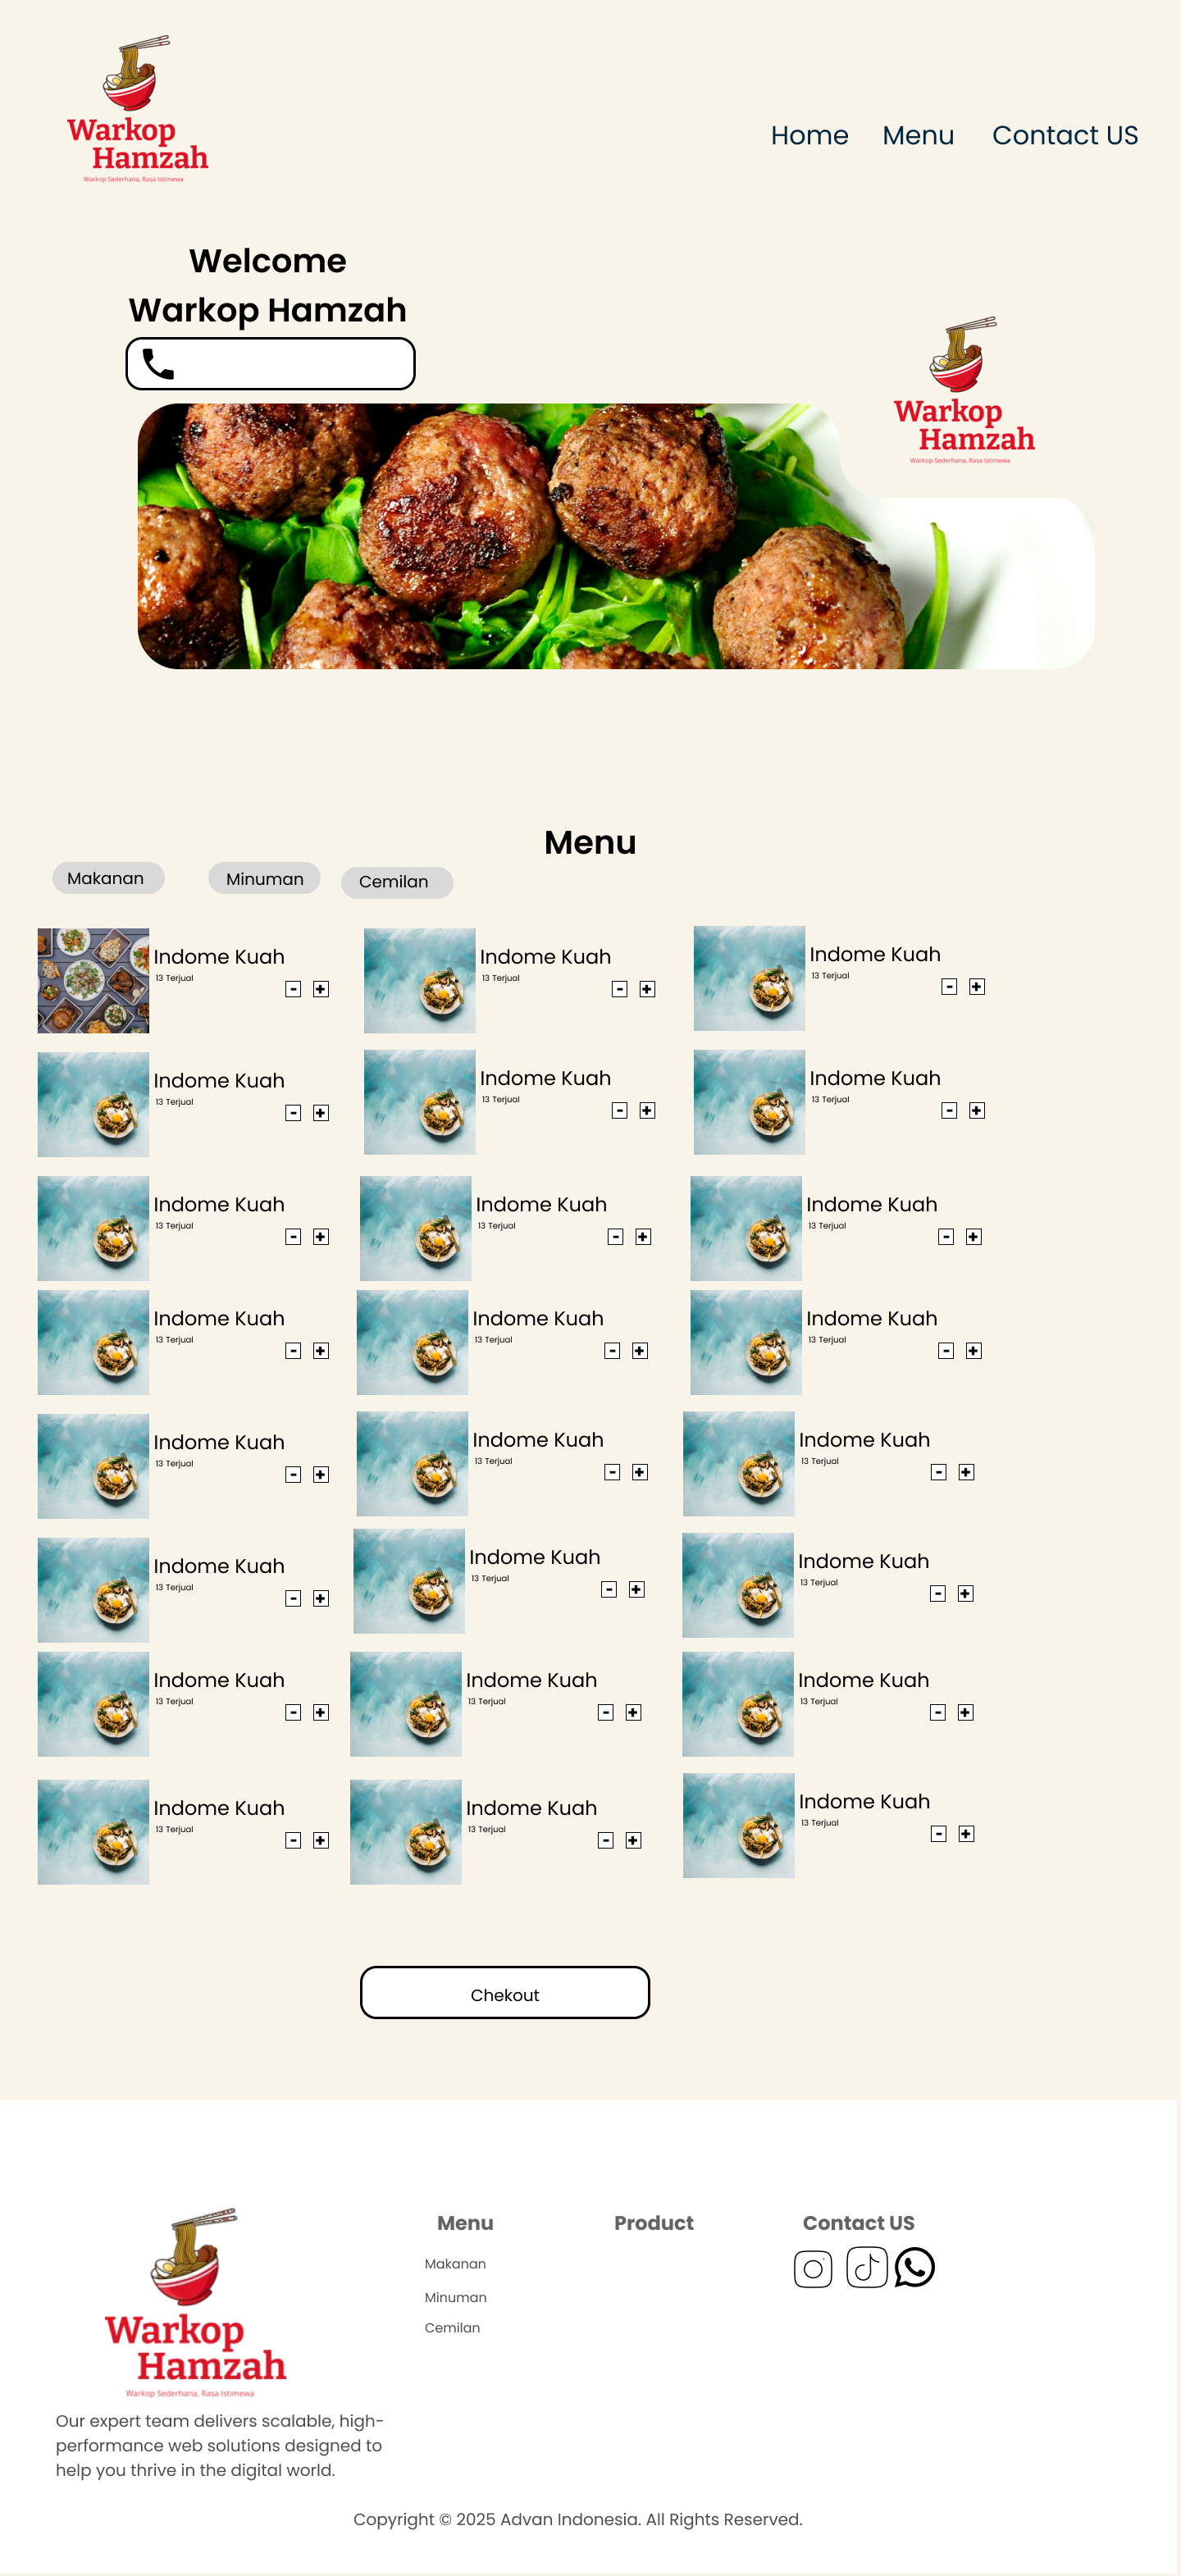 Warkop
Hamzah
Warkop Sederhana, Rasa Istimewa
Home Menu Contact US
Welcome
Warkop Hamzah
Warkop
Hamzah
Warkop Sederhana, Rasa Istimewa
Menu
Makanan Minuman Cemilan
Indome Kuah Indome Kuah Indome Kuah
13 Terjual 13 Terjual 13 Terjual
- + - + - +
Indome Kuah Indome Kuah Indome Kuah
13 Terjual 13 Terjual 13 Terjual
- + - + - +
Indome Kuah Indome Kuah Indome Kuah
13 Terjual 13 Terjual 13 Terjual
- + - + - +
Indome Kuah Indome Kuah Indome Kuah
13 Terjual 13 Terjual 13 Terjual
- + - + - +
Indome Kuah Indome Kuah Indome Kuah
13 Terjual 13 Terjual 13 Terjual
- + - + - +
Indome Kuah Indome Kuah Indome Kuah
13 Terjual 13 Terjual 13 Terjual
- + - + - +
Indome Kuah Indome Kuah Indome Kuah
13 Terjual 13 Terjual 13 Terjual
- + - + - +
Indome Kuah Indome Kuah Indome Kuah
13 Terjual 13 Terjual 13 Terjual
- + - + - +
Chekout
Warkop
Hamzah
Warkop Sederhana, Rasa Istimewa
Our expert team delivers scalable, high-
performance web solutions designed to
help you thrive in the digital world.
Menu
Makanan
Minuman
Cemilan
Product
Contact US
Copyright © 2025 Advan Indonesia. All Rights Reserved.